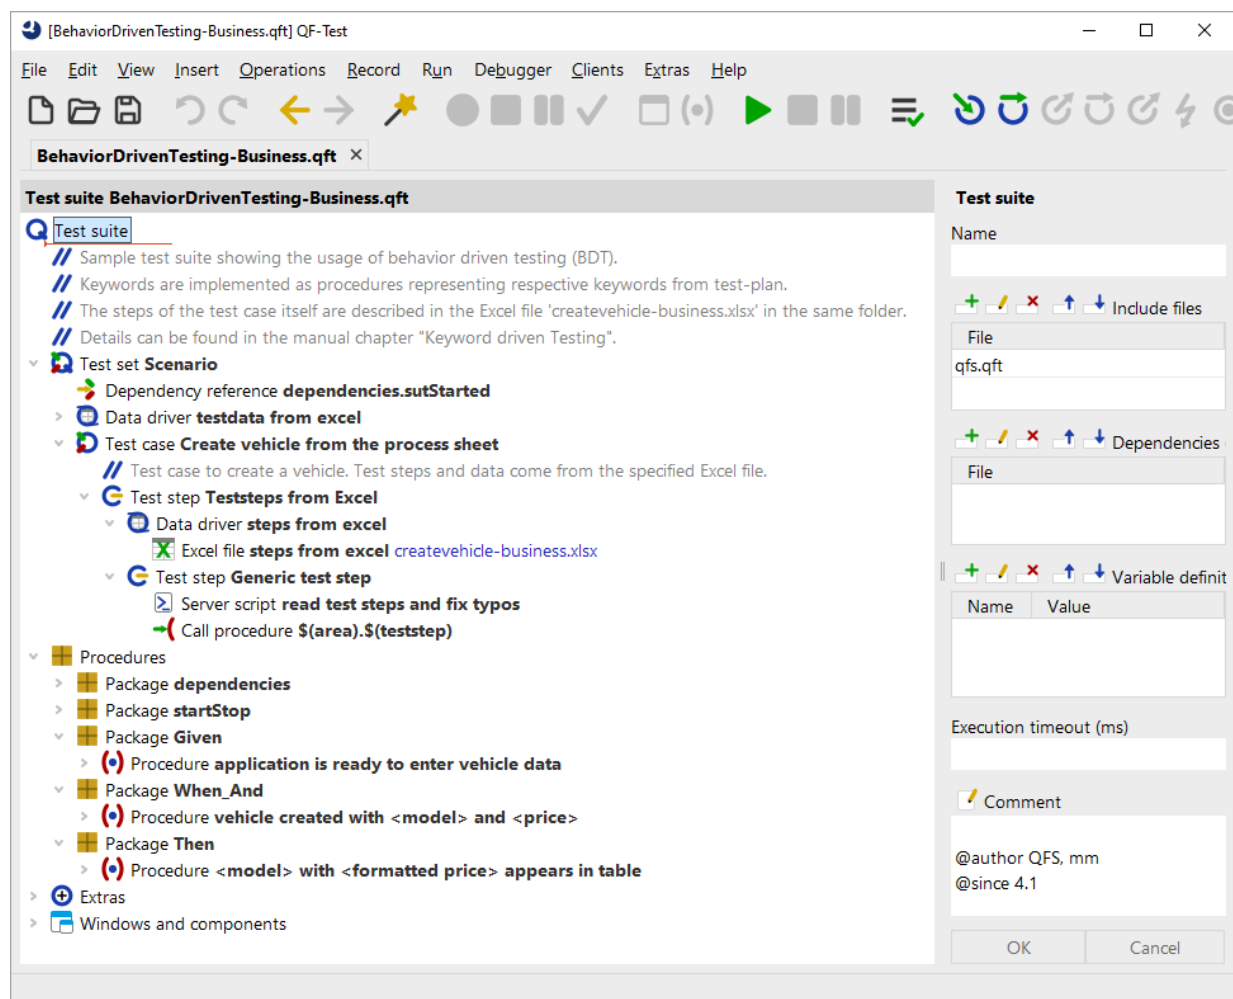 [BehaviorDrivenTesting-Business.qft] QF-Test
File Edit View Insert Operations Record Run Debugger Clients Extras Help
BehaviorDrivenTesting-Business.qft
Test suite BehaviorDrivenTesting-Business.qft
Test suite
// Sample test suite showing the usage of behavior driven testing (BDT).
// Keywords are implemented as procedures representing respective keywords from test-plan.
// The steps of the test case itself are described in the Excel file 'createvehicle-business.xlsx' in the same folder.
// Details can be found in the manual chapter "Keyword driven Testing".
Test set Scenario
Dependency reference dependencies.sutStarted
Data driver testdata from excel
Test case Create vehicle from the process sheet
// Test case to create a vehicle. Test steps and data come from the specified Excel file.
Test step Teststeps from Excel
Data driver steps from excel
Excel file steps from excel createvehicle-business.xlsx
Test step Generic test step
Server script read test steps and fix typos
Call procedure $(area).$(teststep)
Procedures
Package dependencies
Package startStop
Package Given
Procedure application is ready to enter vehicle data
Package When_And
Procedure vehicle created with <model> and <price>
Package Then
Procedure <model> with <formatted price> appears in table
Extras
Windows and components
Test suite
Name
Include files
File
qfs.qft
Dependencies
File
Variable definit
Name Value
Execution timeout (ms)
Comment
@author QFS, mm
@since 4.1
OK Cancel